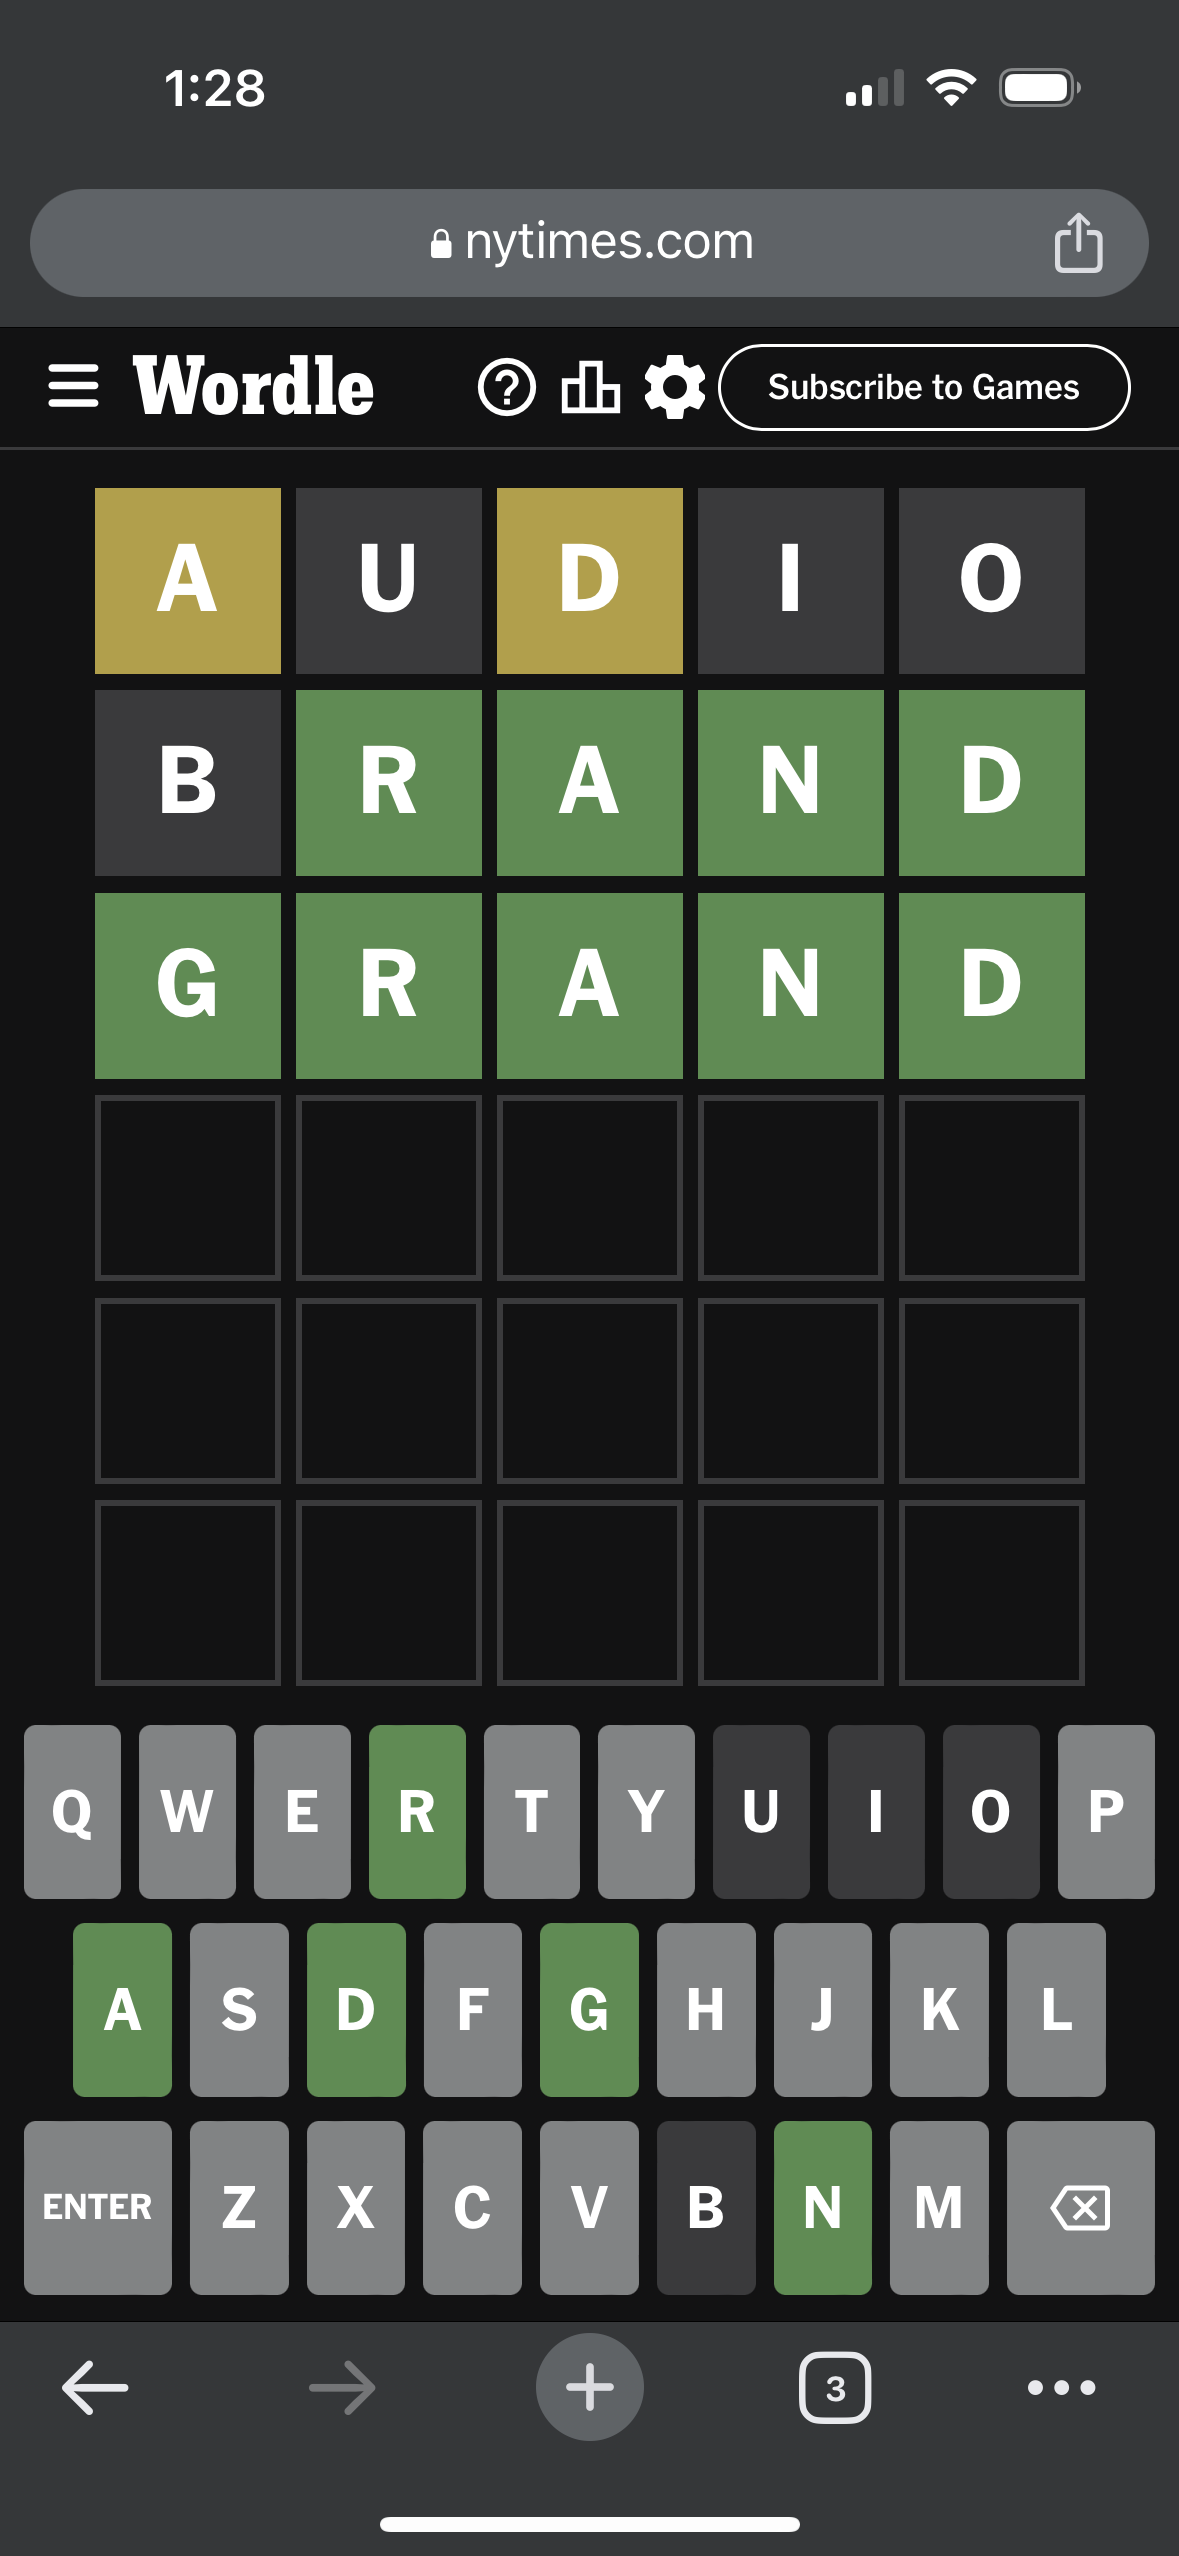 1:28
nytimes.com
Wordle
Subscribe to Games
A U D I O
B R A N D
G R A N D
Q W E R T Y U I O P
A S D F G H J K L
ENTER Z X C V B N M
3